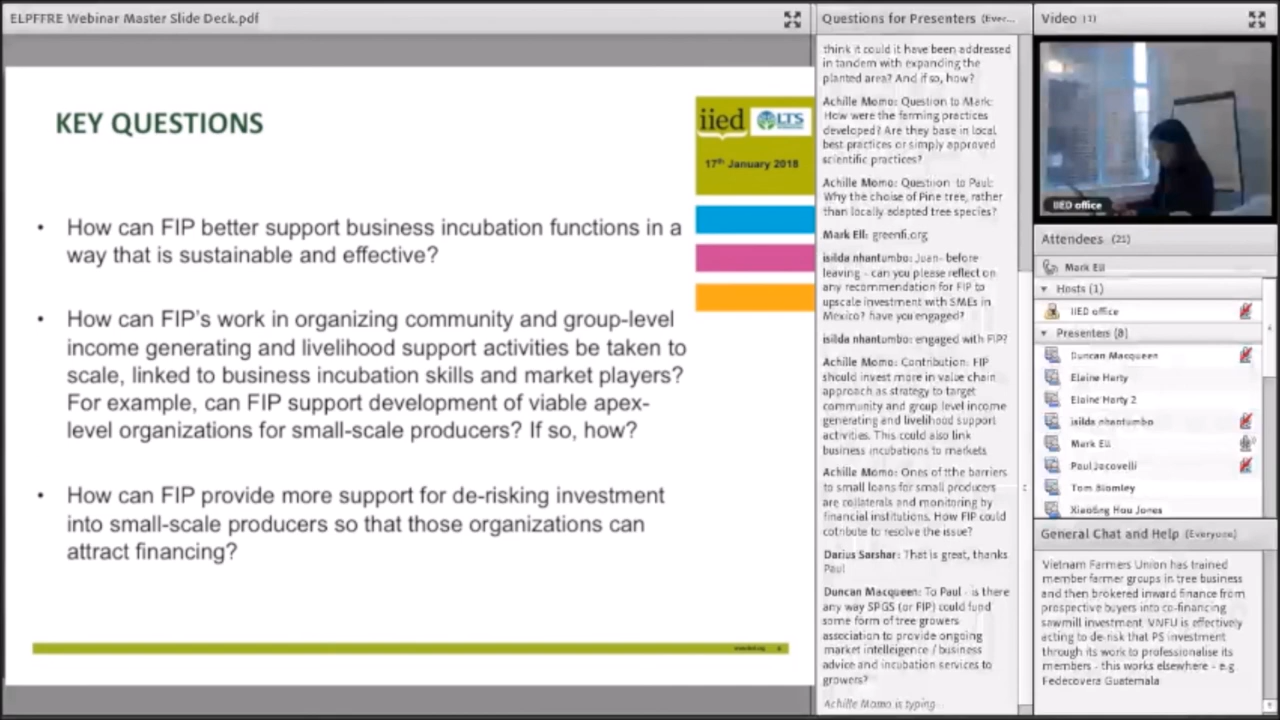 ELPFFRE Webinar Master Slide Deck.pdf
KEY QUESTIONS
iied
LTS
17th January 2018
• How can FIP better support business incubation functions in a
way that is sustainable and effective?
• How can FIP's work in organizing community and group-level
income generating and livelihood support activities be taken to
scale, linked to business incubation skills and market players?
For example, can FIP support development of viable apex-
level organizations for small-scale producers? If so, how?
• How can FIP provide more support for de-risking investment
into small-scale producers so that those organizations can
attract financing?
Questions for Presenters (Ever...
think it could it have been addressed
in tandem with expanding the
planted area? And if so, how?
Achille Momo: Question to Mark:
How were the farming practices
developed? Are they base in local
best practices or simply approved
scientific practices?
Achille Momo: Question to Paul:
Why the choise of Pine tree, rather
than locally adapted tree species?
Mark Ell: greenfi.org
isilda nhantumbo: Juan- before
leaving - can you please reflect on
any recommendation for FIP to
upscale investment with SMEs in
Mexico? have you engaged?
isilda nhantumbo: engaged with FIP?
Achille Momo: Contribution: FIP
should invest more in value chain
approach as strategy to target
community and group level income
generating and livelihood support
activities. This could also link
business incubations to markets
Achille Momo: Ones of tthe barriers
to small loans for small producers
are collaterals and monitoring by
financial institutions. How FIP could
cotribute to resolve the issue?
Darius Sarshar: That is great, thanks
Paul
Duncan Macqueen: To Paul - is there
any way SPGS (or FIP) could fund
some form of tree growers
association to provide ongoing
market intelleigence / business
advice and incubation services to
growers?
Achille Momo is typing...
Video (1)
IIED office
Attendees (21)
Mark Ell
Hosts (1)
IIED office
Presenters (8)
Duncan Macqueen
Elaine Harty
Elaine Harty 2
isilda nhantumbo
Mark Ell
Paul Jacovelli
Tom Blomley
Xiaoting Hou Jones
General Chat and Help (Everyone)
Vietnam Farmers Union has trained
member farmer groups in tree business
and then brokered inward finance from
prospective buyers into co-financing
sawmill investment. VNFU is effectively
acting to de-risk that PS investment
through its work to professionalise its
members - this works elsewhere - e.g
Fedecovera Guatemala